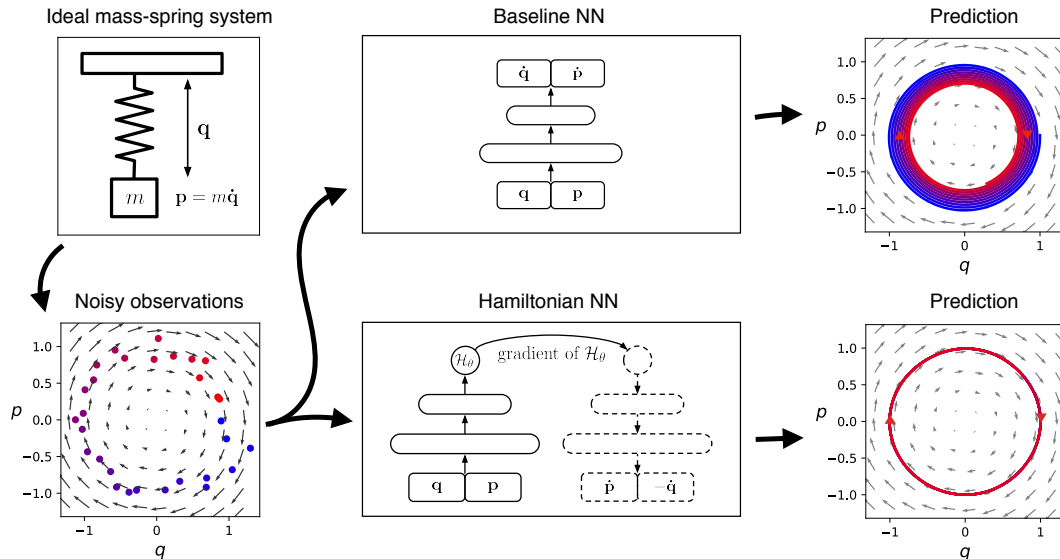 Ideal mass-spring system
q
m
p = mq̇
Baseline NN
q̇ ṗ
q p
Prediction
1.0
0.5
0.0
−0.5
−1.0
p
−1 0 1
q
Noisy observations
1.0
0.5
0.0
−0.5
−1.0
p
−1 0 1
q
Hamiltonian NN
ℋθ gradient of ℋθ
q p ṗ −q̇
Prediction
1.0
0.5
0.0
−0.5
−1.0
p
−1 0 1
q